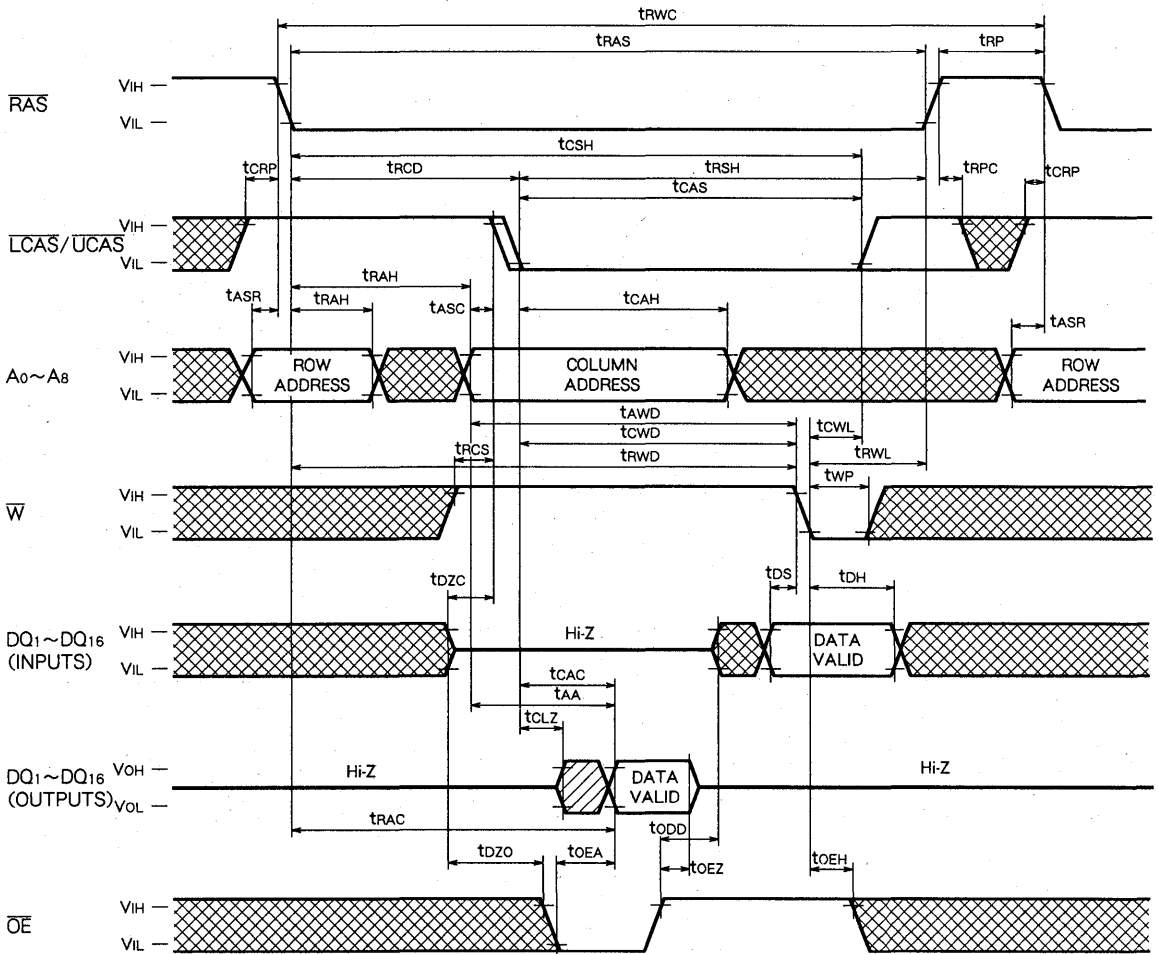 tRWC
tRAS
tRP
RAS
VIH
VIL
tCSH
tRCD
tRSH
tRPC
tCRP
tCRP
tCAS
LCAS/UCAS
VIH
VIL
tRAH
tASR
tRAH
tASC
tCAH
tASR
A0~A8
VIH
VIL
ROW
ADDRESS
COLUMN
ADDRESS
ROW
ADDRESS
tAWD
tCWL
tCWD
tRCS
tRWL
tRWD
tWP
W
VIH
VIL
tDZC
tDS
tDH
DQ1~DQ16
(INPUTS)
VIH
VIL
Hi-Z
DATA
VALID
tCAC
tAA
tCLZ
DQ1~DQ16
(OUTPUTS)
VOH
VOL
Hi-Z
DATA
VALID
Hi-Z
tRAC
tODD
tDZO
tOEA
tOEZ
tOEH
OE
VIH
VIL